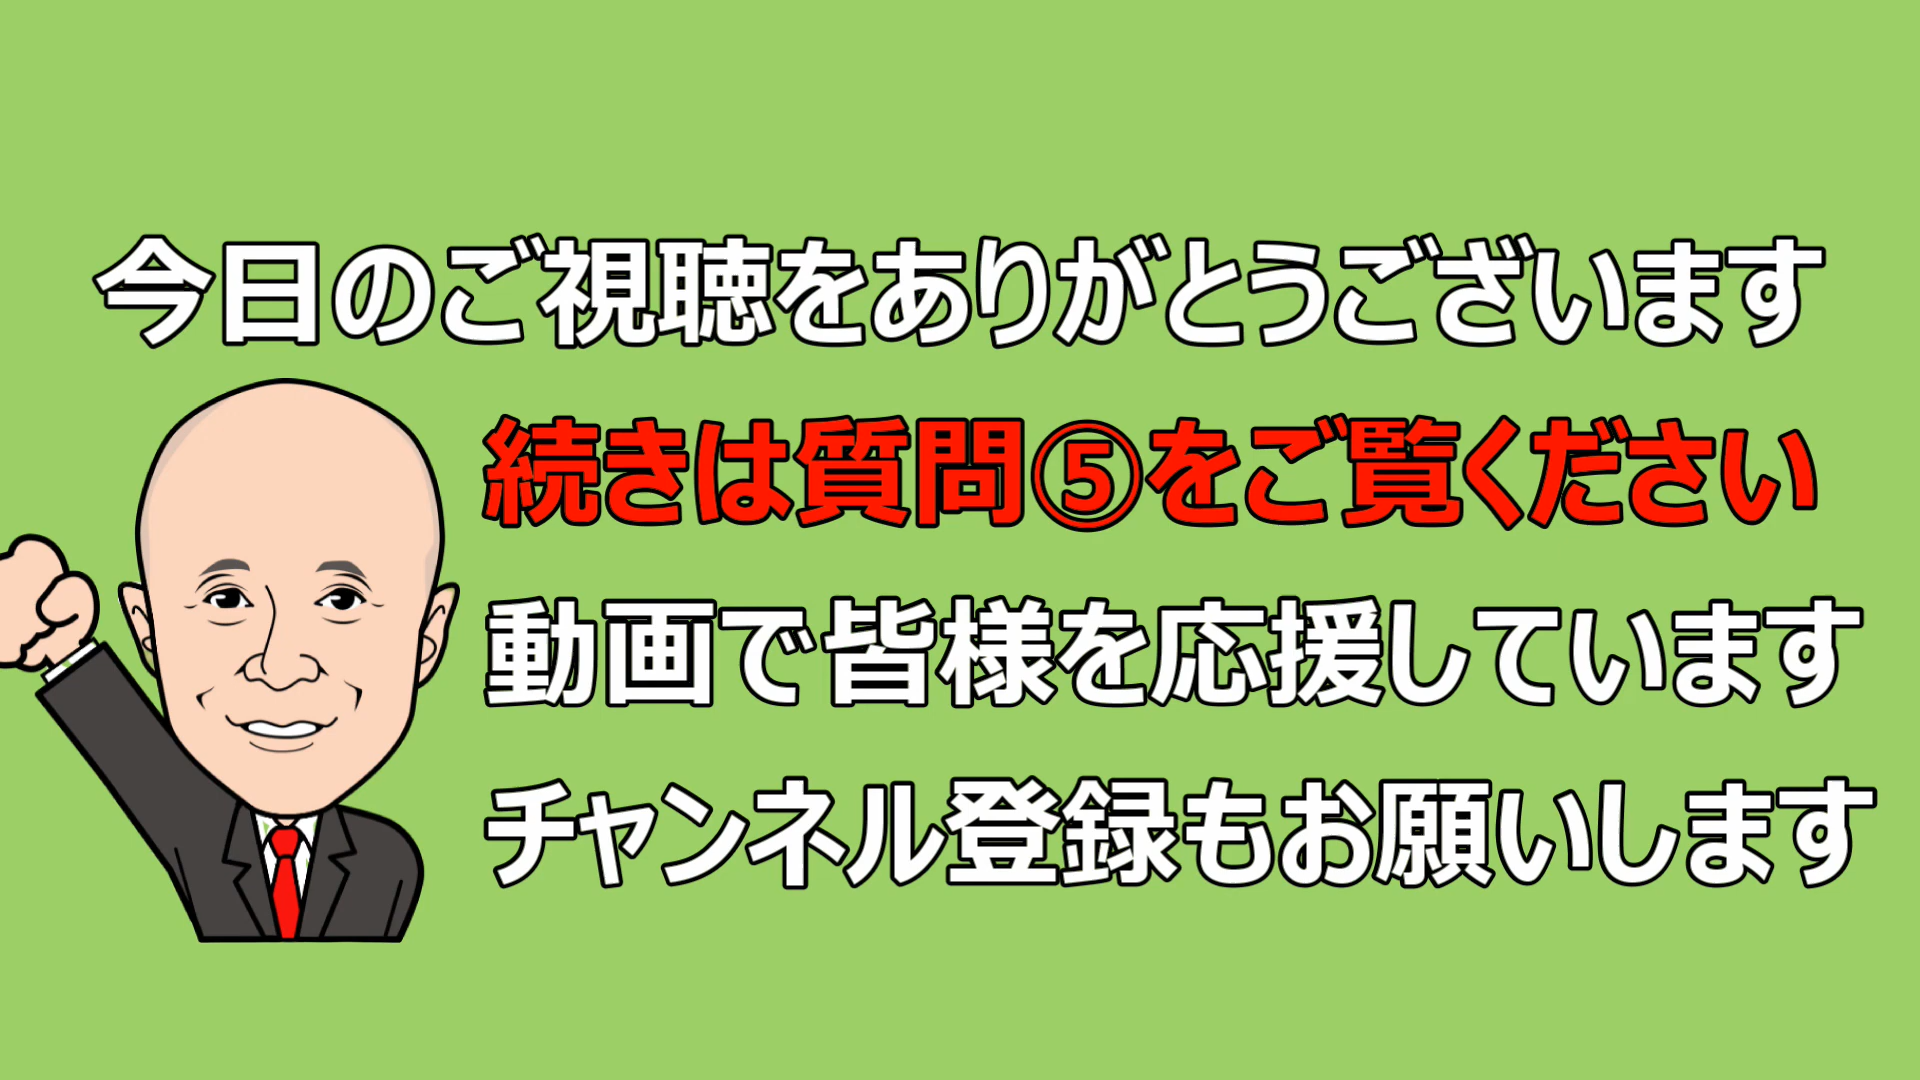 今日のご視聴をありがとうございます
続きは質問⑤をご覧ください
動画で皆様を応援しています
チャンネル登録もお願いします